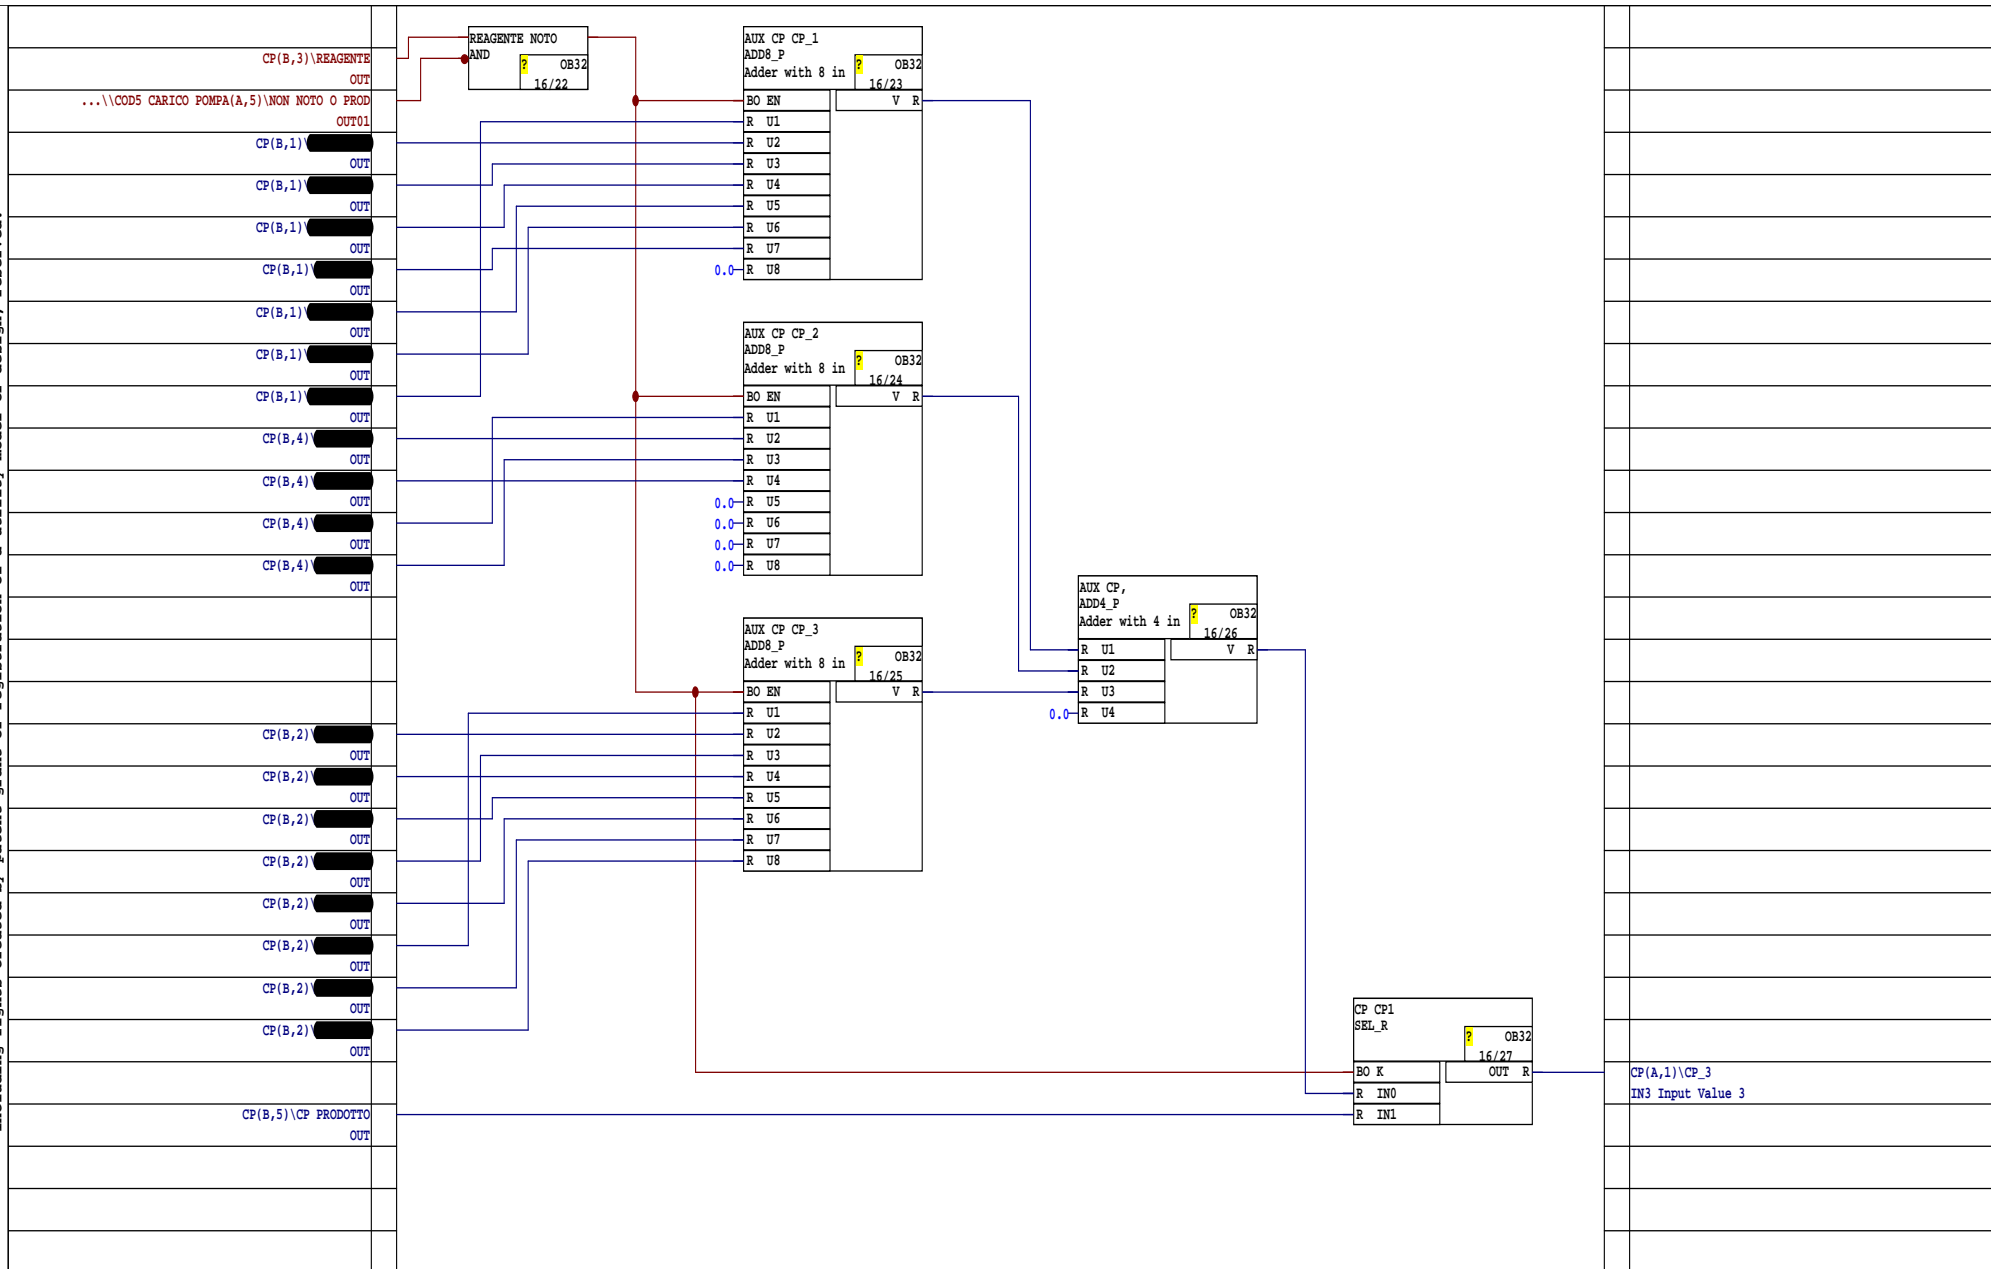 CP(B,3)\REAGENTE
OUT
...\\COD5 CARICO POMPA(A,5)\NON NOTO O PROD
OUT01
CP(B,1)\
OUT
CP(B,1)\
OUT
CP(B,1)\
OUT
CP(B,1)\
OUT
CP(B,1)\
OUT
CP(B,1)\
OUT
CP(B,1)\
OUT
CP(B,4)\
OUT
CP(B,4)\
OUT
CP(B,4)\
OUT
CP(B,4)\
OUT
CP(B,2)\
OUT
CP(B,2)\
OUT
CP(B,2)\
OUT
CP(B,2)\
OUT
CP(B,2)\
OUT
CP(B,2)\
OUT
CP(B,2)\
OUT
CP(B,2)\
OUT
CP(B,5)\CP PRODOTTO
OUT
REAGENTE NOTO
AND
? OB32
16/22
AUX CP CP_1
ADD8_P
Adder with 8 in ? OB32
16/23
BO EN V R
R U1
R U2
R U3
R U4
R U5
R U6
R U7
0.0 R U8
AUX CP CP_2
ADD8_P
Adder with 8 in ? OB32
16/24
BO EN V R
R U1
R U2
R U3
R U4
0.0 R U5
0.0 R U6
0.0 R U7
0.0 R U8
AUX CP CP_3
ADD8_P
Adder with 8 in ? OB32
16/25
BO EN V R
R U1
R U2
R U3
R U4
R U5
R U6
R U7
R U8
AUX CP,
ADD4_P
Adder with 4 in ? OB32
16/26
R U1 V R
R U2
R U3
0.0 R U4
CP CP1
SEL_R
? OB32
16/27
BO K OUT R
R IN0
R IN1
CP(A,1)\CP_3
IN3 Input Value 3